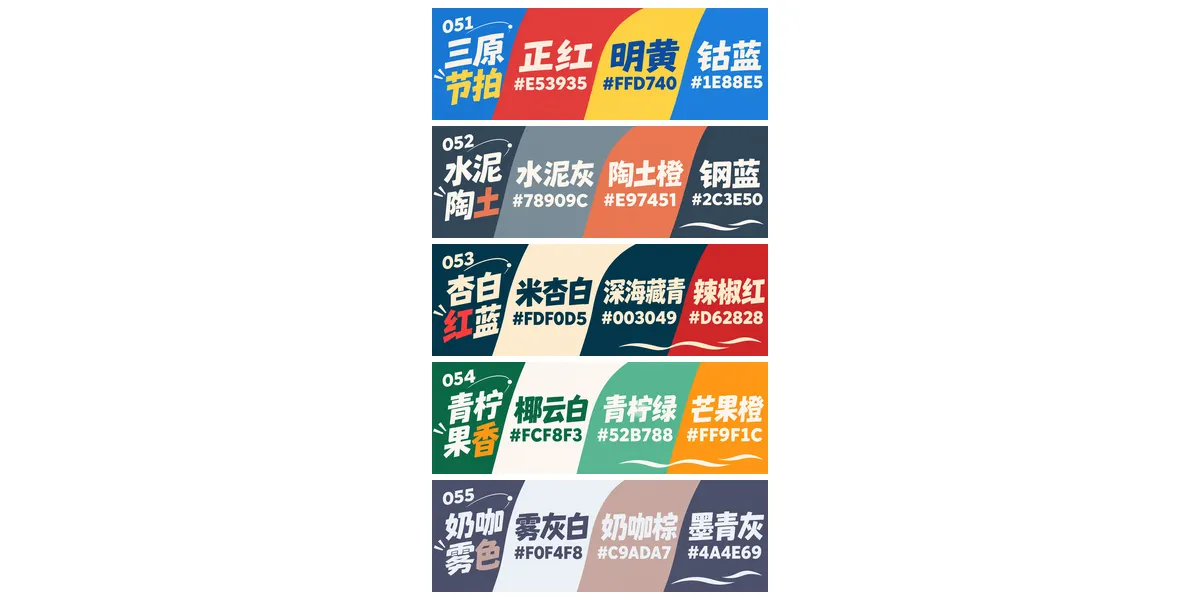 051
三原
节拍
正红
#E53935
明黄
#FFD740
钴蓝
#1E88E5
052
水泥
陶土
水泥灰
#78909C
陶土橙
#E97451
钢蓝
#2C3E50
053
杏白
红蓝
米杏白
#FDF0D5
深海藏青
#003049
辣椒红
#D62828
054
青柠
果香
椰云白
#FCF8F3
青柠绿
#52B788
芒果橙
#FF9F1C
055
奶咖
雾色
雾灰白
#F0F4F8
奶咖棕
#C9ADA7
墨青灰
#4A4E69